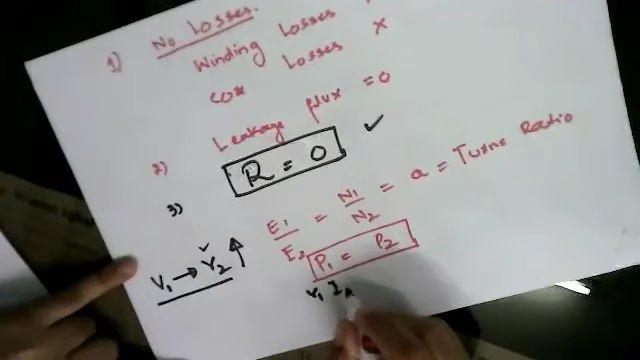 1) No Losses.
Winding Losses
core Losses x
2) Leakage flux = 0
3) R = 0 ✓
E1/E2 = N1/N2 = a = Turns Ratio
P1 = P2
V1 → V2 ↑
V1 I